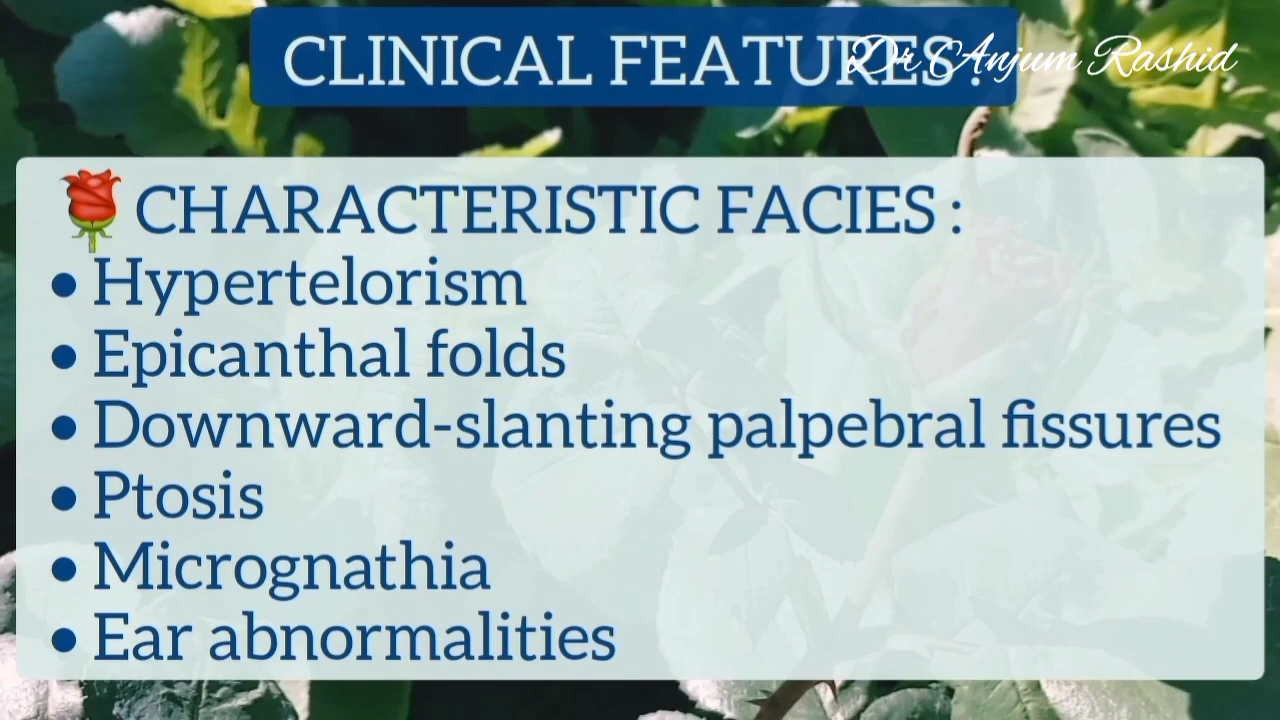 CLINICAL FEATURES :
Dr Anjum Rashid
🌹 CHARACTERISTIC FACIES :
• Hypertelorism
• Epicanthal folds
• Downward-slanting palpebral fissures
• Ptosis
• Micrognathia
• Ear abnormalities